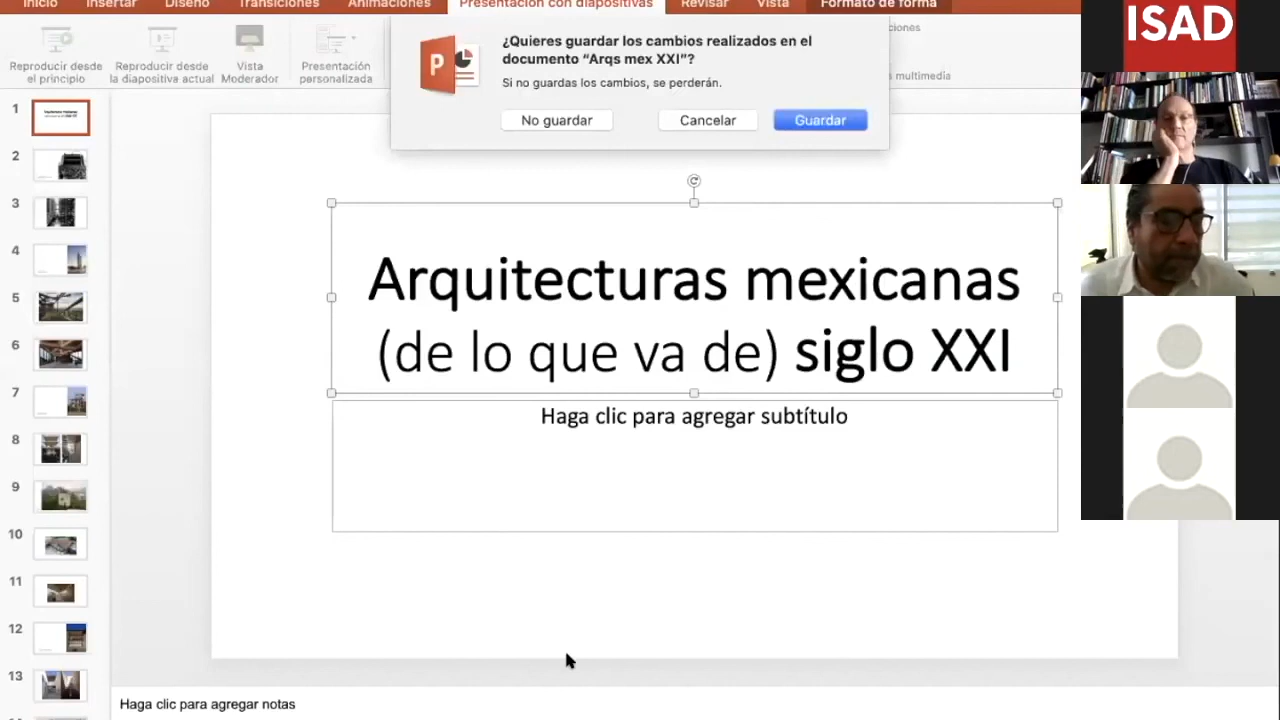 Inicio
Insertar
Diseño
Transiciones
Animaciones
Presentación con diapositivas
Revisar
Vista
Formato de forma
Reproducir desde
el principio
Reproducir desde
la diapositiva actual
Vista
Moderador
Presentación
personalizada
ciones
s multimedia
P
¿Quieres guardar los cambios realizados en el
documento “Arqs mex XXI”?
Si no guardas los cambios, se perderán.
No guardar
Cancelar
Guardar
ISAD
1
2
3
4
5
6
7
8
9
10
11
12
13
Arquitecturas mexicanas
(de lo que va de) siglo XXI
Haga clic para agregar subtítulo
Haga clic para agregar notas